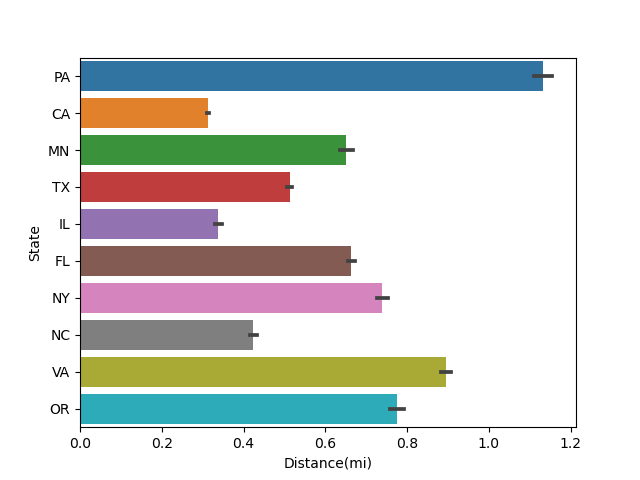 PA
CA
MN
TX
IL
FL
NY
NC
VA
OR
State
0.0 0.2 0.4 0.6 0.8 1.0 1.2
Distance(mi)